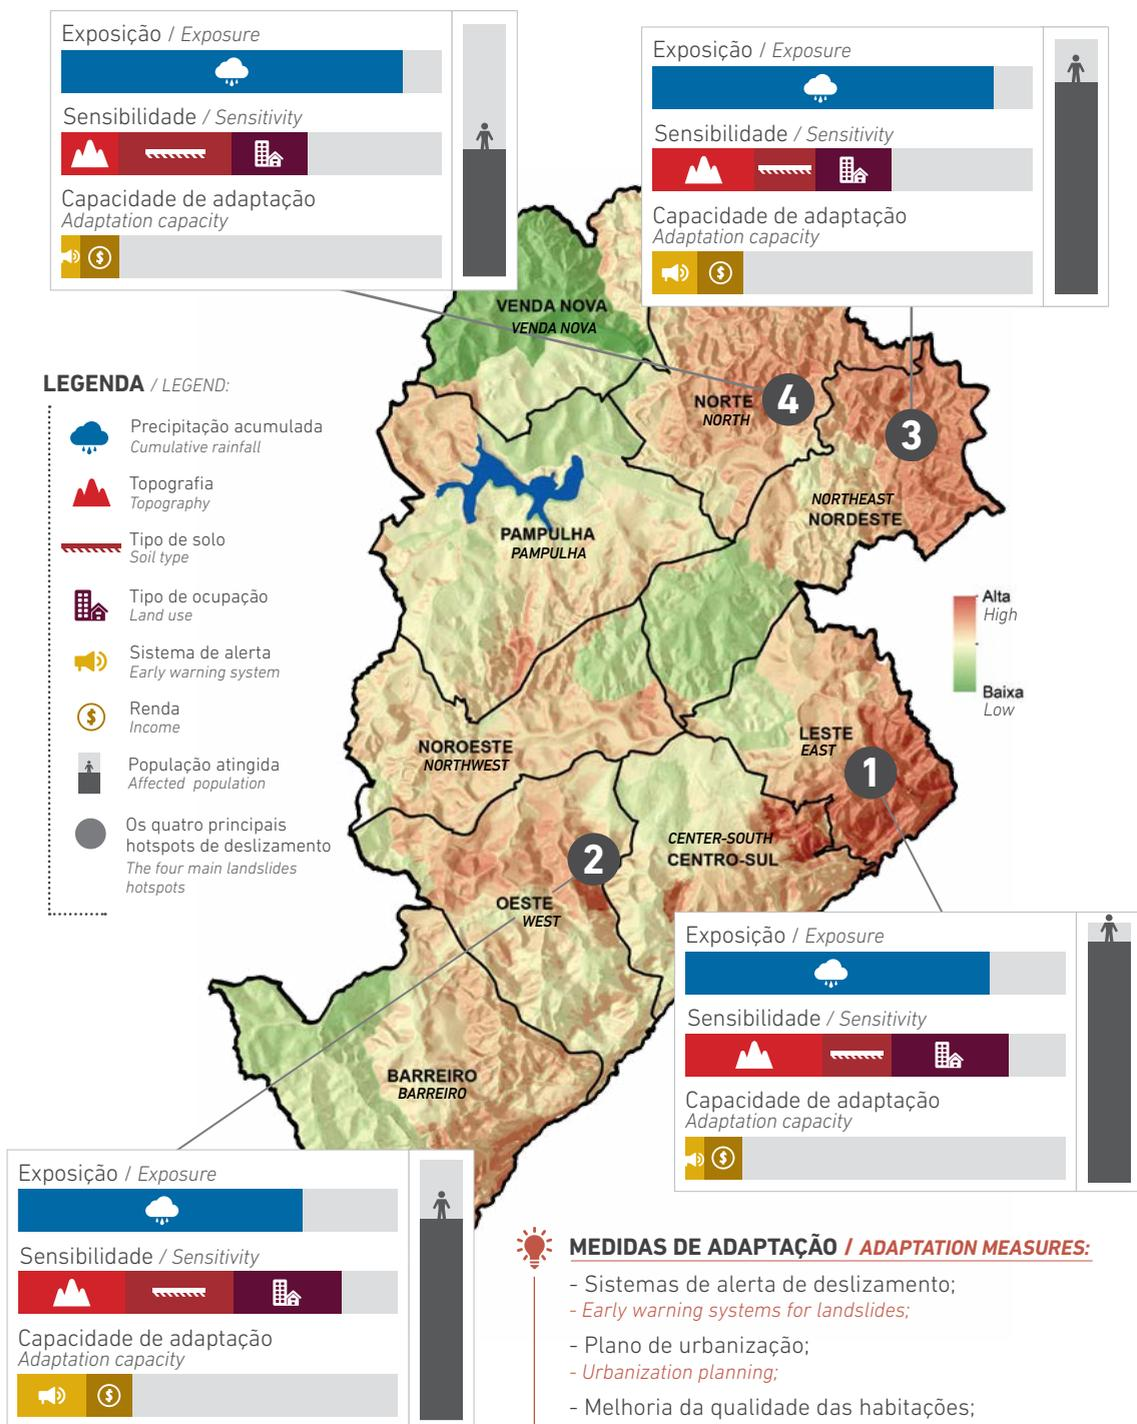 Exposição / Exposure
Sensibilidade / Sensitivity
Capacidade de adaptação
Adaptation capacity
Exposição / Exposure
Sensibilidade / Sensitivity
Capacidade de adaptação
Adaptation capacity
VENDA NOVA
VENDA NOVA
LEGENDA / LEGEND:
Precipitação acumulada
Cumulative rainfall
Topografia
Topography
Tipo de solo
Soil type
Tipo de ocupação
Land use
Sistema de alerta
Early warning system
Renda
Income
População atingida
Affected population
Os quatro principais
hotspots de deslizamento
The four main landslides
hotspots
NORTE
NORTH
4
3
NORTHEAST
NORDESTE
PAMPULHA
PAMPULHA
Alta
High
Baixa
Low
NOROESTE
NORTHWEST
LESTE
EAST
1
2
CENTER-SOUTH
CENTRO-SUL
OESTE
WEST
BARREIRO
BARREIRO
Exposição / Exposure
Sensibilidade / Sensitivity
Capacidade de adaptação
Adaptation capacity
Exposição / Exposure
Sensibilidade / Sensitivity
Capacidade de adaptação
Adaptation capacity
MEDIDAS DE ADAPTAÇÃO / ADAPTATION MEASURES:
- Sistemas de alerta de deslizamento;
- Early warning systems for landslides;
- Plano de urbanização;
- Urbanization planning;
- Melhoria da qualidade das habitações;